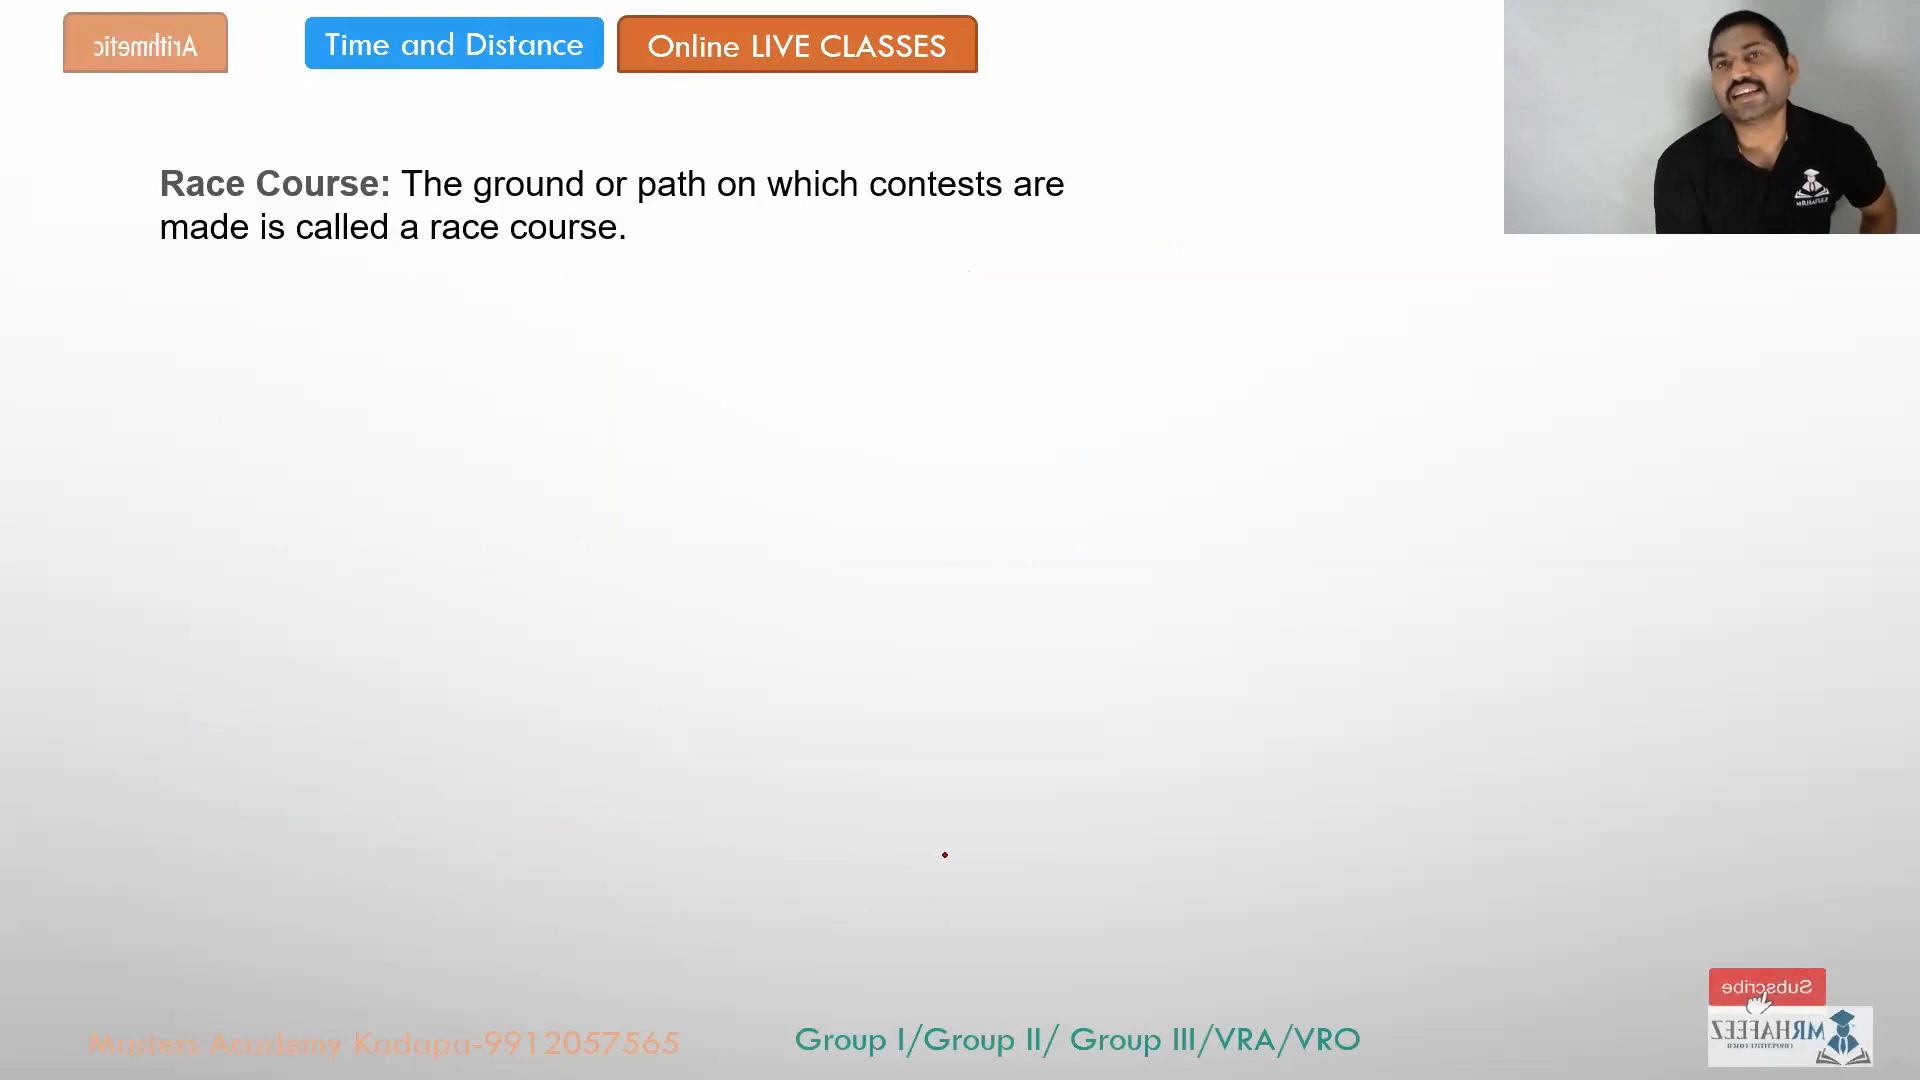 Arithmetic
Time and Distance
Online LIVE CLASSES
Race Course: The ground or path on which contests are
made is called a race course.
MRHAFEEZ
Subscribe
MRHAFEEZ
Masters Academy Kadapa-9912057565
Group I/Group II/ Group III/VRA/VRO